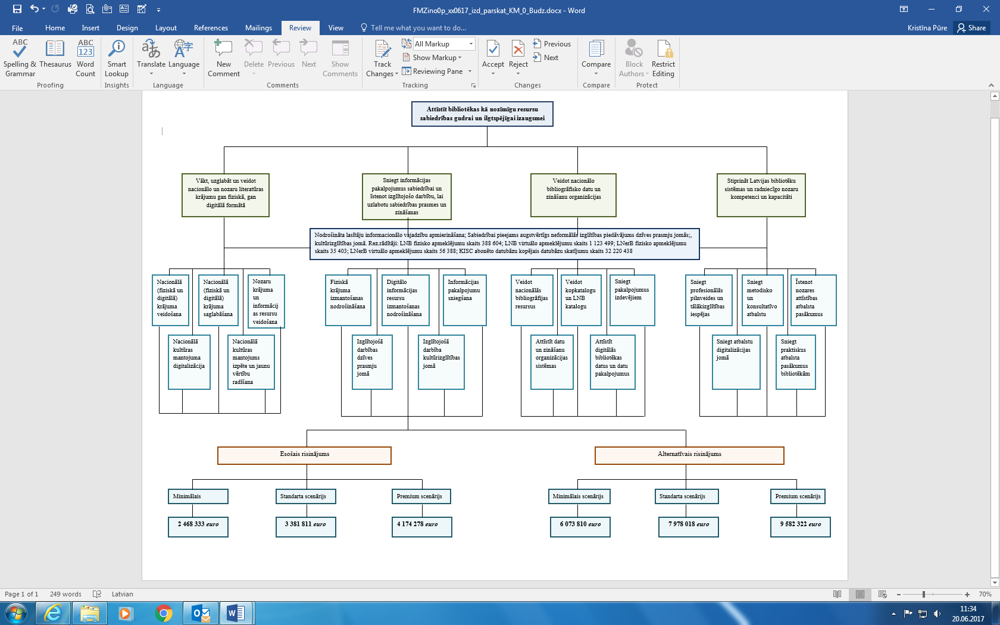 FMZino0p_xx0617_izd_parskat_KM_0_Budz.docx - Word
File Home Insert Design Layout References Mailings Review View Tell me what you want to do... Kristīna Pūre Share
Spelling & Grammar
Thesaurus
Word Count
Proofing
Smart Lookup
Insights
Translate
Language
Language
New Comment
Delete
Previous
Next
Show Comments
Comments
Track Changes
All Markup
Show Markup
Reviewing Pane
Tracking
Accept
Reject
Previous
Next
Changes
Compare
Compare
Block Authors
Restrict Editing
Protect
Attīstīt bibliotēkas kā nozīmīgu resursu
sabiedrības gudrai un ilgtspējīgai izaugsmei
Vākt, uzglabāt un veidot
nacionālo un nozaru literatūras
krājumu gan fiziskā, gan
digitālā formātā
Sniegt informācijas
pakalpojumus sabiedrībai un
īstenot izglītojošo darbību, lai
uzlabotu sabiedrības prasmes un
zināšanas
Veidot nacionālo
bibliogrāfisko datu un
zināšanu organizācijas
Stiprināt Latvijas bibliotēku
sistēmas un radniecīgo nozaru
kompetenci un kapacitāti
Nodrošināta lasītāju informacionālo vajadzību apmierināšana; Sabiedrībai pieejams augstvērtīgs neformālās izglītības piedāvājums dzīves prasmju jomās;,
kultūrizglītības jomā. Rez.rādītāji: LNB fizisko apmeklējumu skaits 388 604; LNB virtuālo apmeklējumu skaits 1 123 499; LNerB fizisko apmeklējumu
skaits 35 403; LNerB virtuālo apmeklējumu skaits 56 388; KISC abonēto datubāzu kopējais datubāzu skatījumu skaits 32 220 438
Nacionālā
(fiziskā un
digitālā)
krājuma
veidošana
Nacionālā
(fiziskā un
digitālā)
krājuma
saglabāšana
Nozaru
krājuma
un
informācij
as resursu
veidošana
Fiziskā
krājuma
izmantošanas
nodrošināšana
Digitālo
informācijas
resursu
izmantošanas
nodrošināšana
Informācijas
pakalpojumu
sniegšana
Veidot
nacionālās
bibliogrāfijas
resursus
Veidot
kopkatalogu
un LNB
katalogu
Sniegt
pakalpojumus
izdevējiem
Sniegt
profesionālās
pilnveides un
tālākizglītības
iespējas
Sniegt
metodisko
un
konsultatīvo
atbalstu
Īstenot
nozares
attīstības
atbalsta
pasākumus
Nacionālā
kultūras
mantojuma
digitalizācija
Nacionālā
kultūras
mantojums
izpēte un jaunu
vērtību
radīšana
Izglītojošā
darbības
dzīves
prasmju
jomā
Izglītojošā
darbība
kultūrizglītības
jomā
Attīstīt datu
un zināšanu
organizācijas
sistēmas
Attīstīt
digitālās
bibliotēkas
datus un datu
pakalpojumus
Sniegt atbalstu
digitalizācijas
jomā
Sniegt
praktiskus
atbalsta
pasākumus
bibliotēkām
Esošais risinājums
Alternatīvais risinājums
Minimālais
Standarta scenārijs
Premium scenārijs
Minimālais scenārijs
Standarta scenārijs
Premium scenārijs
2 468 333 euro
3 381 811 euro
4 174 278 euro
6 073 810 euro
7 978 018 euro
9 582 322 euro
Page 1 of 1 249 words Latvian 70%
11:34
20.06.2017